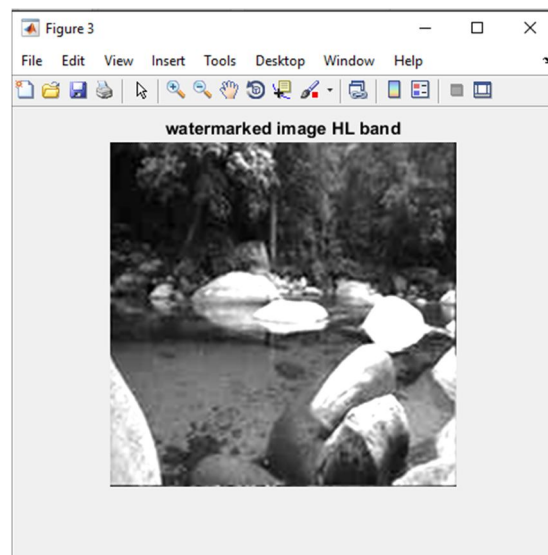 Figure 3
File Edit View Insert Tools Desktop Window Help
watermarked image HL band